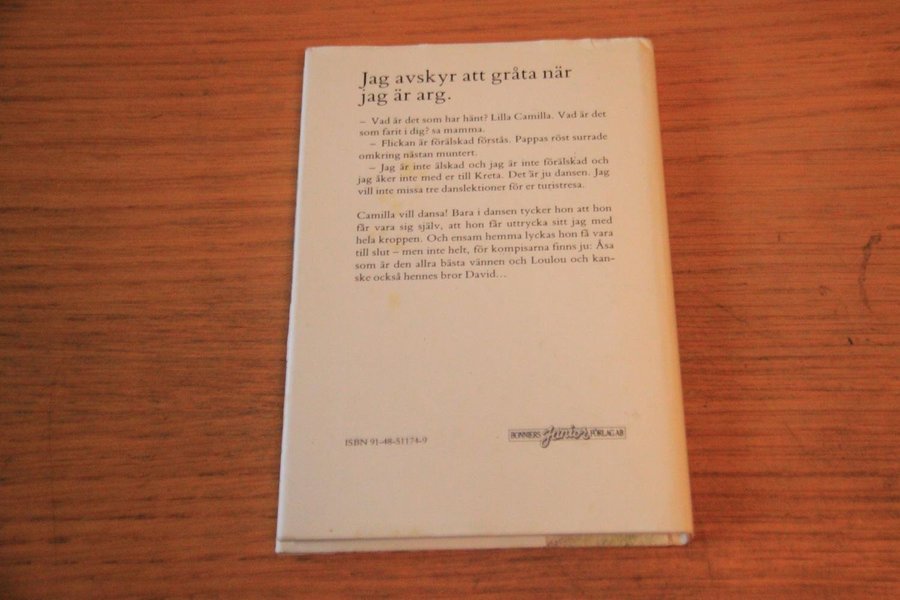 Jag avskyr att gråta när
jag är arg.
– Vad är det som har hänt? Lilla Camilla. Vad är det
som farit i dig? sa mamma.
– Flickan är förälskad förstås. Pappas röst surrade
omkring nästan muntert.
– Jag är inte älskad och jag är inte förälskad och
jag åker inte med er till Kreta. Det är ju dansen. Jag
vill inte missa tre danslektioner för er turistresa.
Camilla vill dansa! Bara i dansen tycker hon att hon
får vara sig själv, att hon får uttrycka sitt jag med
hela kroppen. Och ensam hemma lyckas hon få vara
till slut – men inte helt, för kompisarna finns ju: Åsa
som är den allra bästa vännen och Loulou och kan-
ske också hennes bror David...
ISBN 91-48-51174-9
BONNIERS Junior FÖRLAG AB